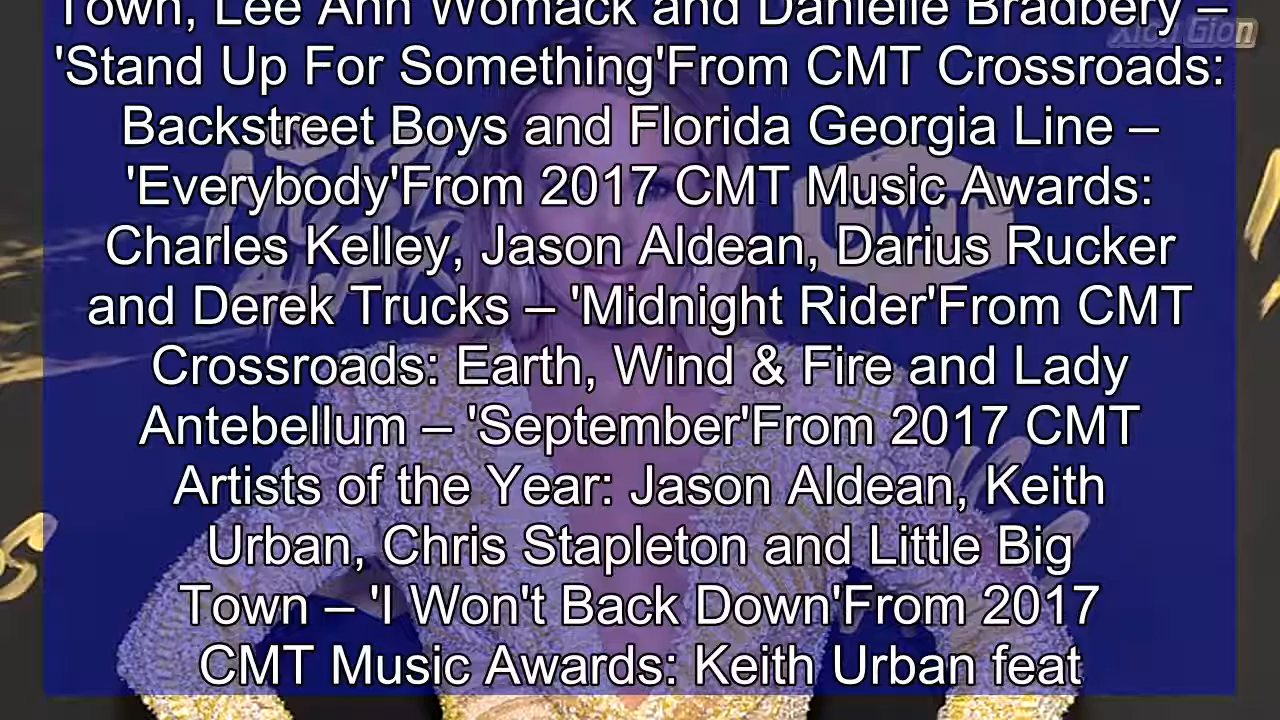 Town, Lee Ann Womack and Danielle Bradbery –
Xion Gion
'Stand Up For Something'From CMT Crossroads:
Backstreet Boys and Florida Georgia Line –
'Everybody'From 2017 CMT Music Awards:
Charles Kelley, Jason Aldean, Darius Rucker
and Derek Trucks – 'Midnight Rider'From CMT
Crossroads: Earth, Wind & Fire and Lady
Antebellum – 'September'From 2017 CMT
Artists of the Year: Jason Aldean, Keith
Urban, Chris Stapleton and Little Big
Town – 'I Won't Back Down'From 2017
CMT Music Awards: Keith Urban feat
CMT